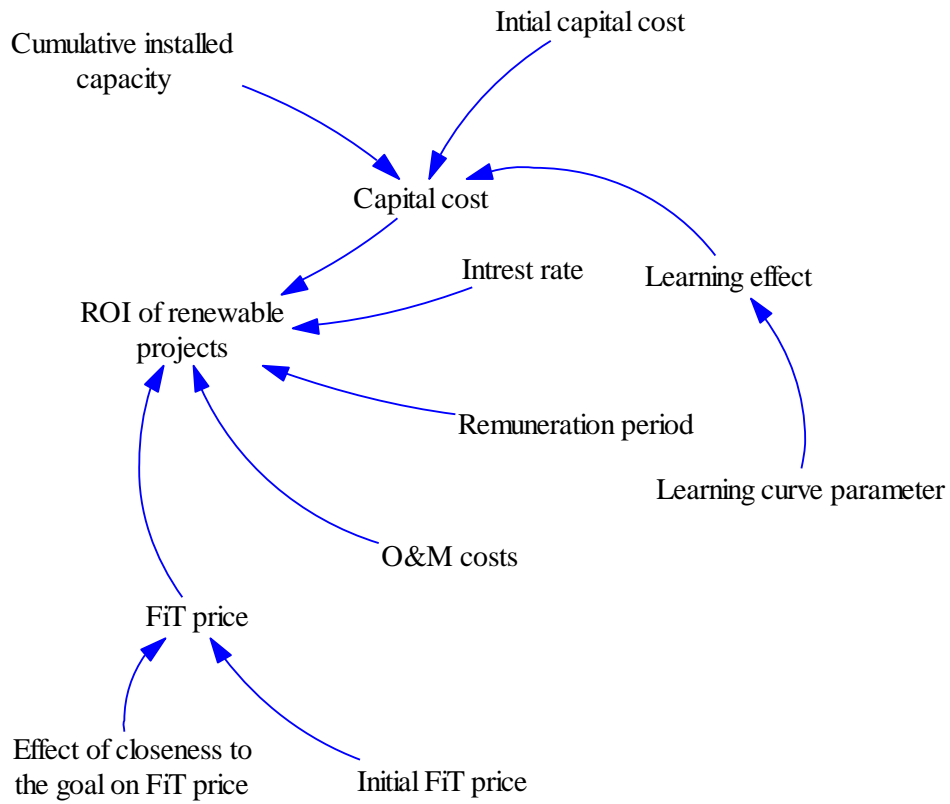 Intial capital cost
Cumulative installed
capacity
Capital cost
Intrest rate
Learning effect
ROI of renewable
projects
Remuneration period
Learning curve parameter
O&M costs
FiT price
Effect of closeness to
the goal on FiT price
Initial FiT price